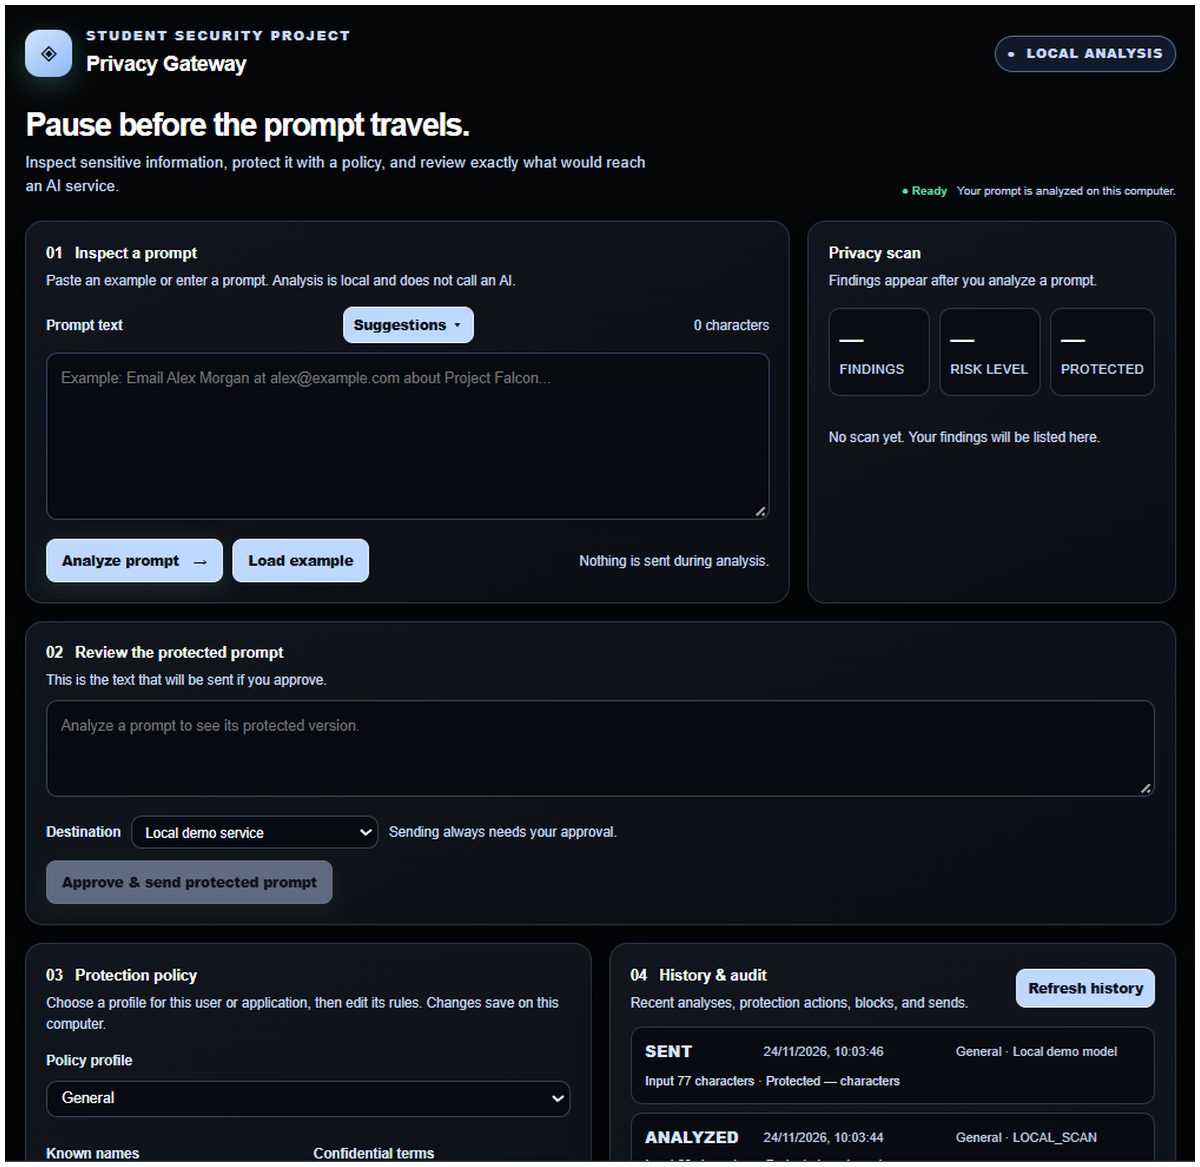 STUDENT SECURITY PROJECT
Privacy Gateway
LOCAL ANALYSIS
Pause before the prompt travels.
Inspect sensitive information, protect it with a policy, and review exactly what would reach
an AI service.
Ready Your prompt is analyzed on this computer.
01 Inspect a prompt
Paste an example or enter a prompt. Analysis is local and does not call an AI.
Prompt text
Suggestions
0 characters
Example: Email Alex Morgan at alex@example.com about Project Falcon...
Analyze prompt →
Load example
Nothing is sent during analysis.
Privacy scan
Findings appear after you analyze a prompt.
— FINDINGS
— RISK LEVEL
— PROTECTED
No scan yet. Your findings will be listed here.
02 Review the protected prompt
This is the text that will be sent if you approve.
Analyze a prompt to see its protected version.
Destination
Local demo service
Sending always needs your approval.
Approve & send protected prompt
03 Protection policy
Choose a profile for this user or application, then edit its rules. Changes save on this
computer.
Policy profile
General
Known names
Confidential terms
04 History & audit
Recent analyses, protection actions, blocks, and sends.
Refresh history
SENT 24/11/2026, 10:03:46 General · Local demo model
Input 77 characters · Protected — characters
ANALYZED 24/11/2026, 10:03:44 General · LOCAL_SCAN